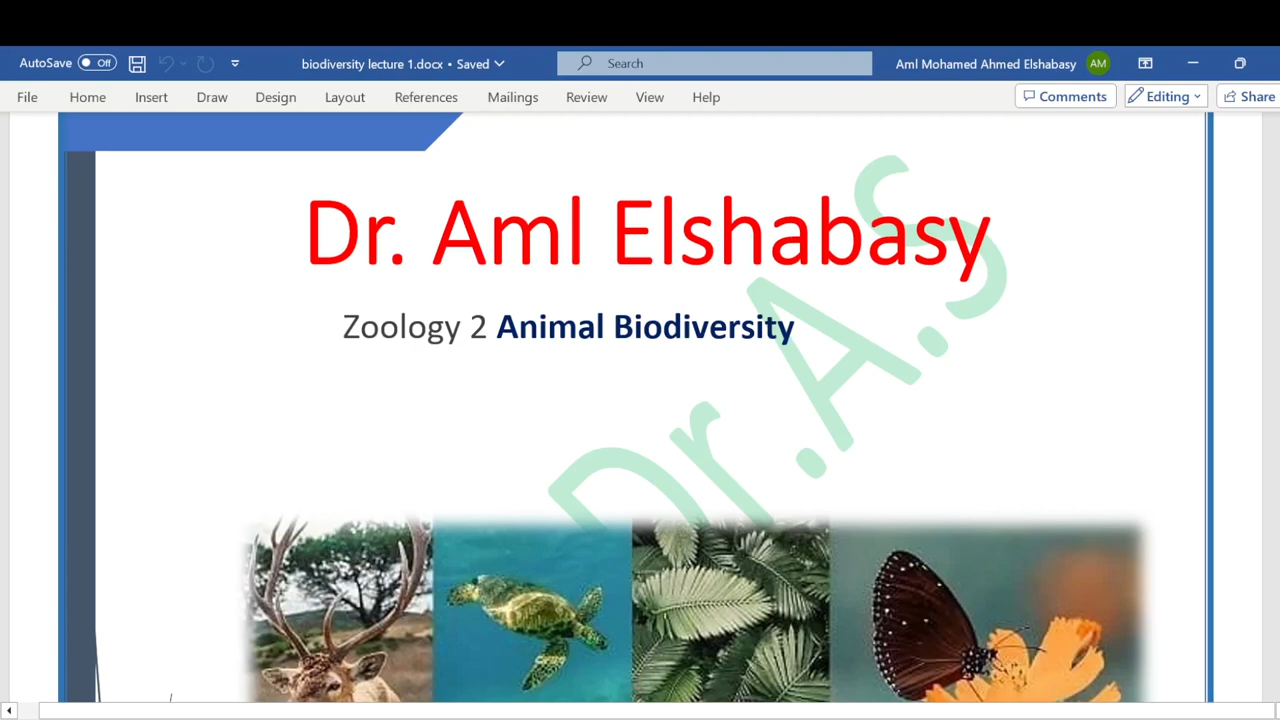 AutoSave Off biodiversity lecture 1.docx • Saved Search Aml Mohamed Ahmed Elshabasy AM
File Home Insert Draw Design Layout References Mailings Review View Help Comments Editing Share
Dr. Aml Elshabasy
Zoology 2 Animal Biodiversity
Dr.A.S